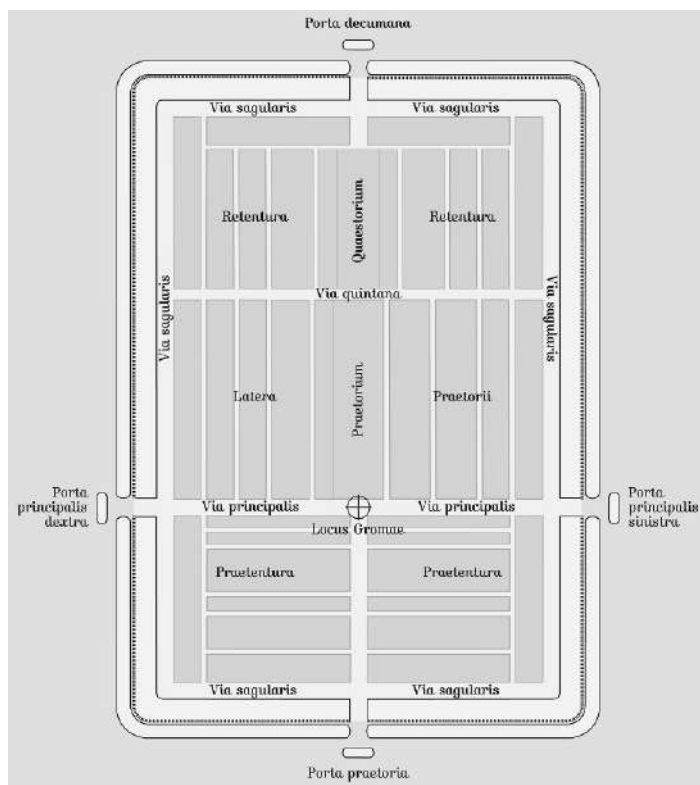 Porta decumana
Via sagularis
Via sagularis
Retentura
Quaestorium
Retentura
Via sagularis
Via quintana
Via sagularis
Latera
Praetorium
Praetorii
Porta
principalis
dextra
Via principalis
Via principalis
Porta
principalis
sinistra
Locus Gromae
Praetentura
Praetentura
Via sagularis
Via sagularis
Porta praetoria